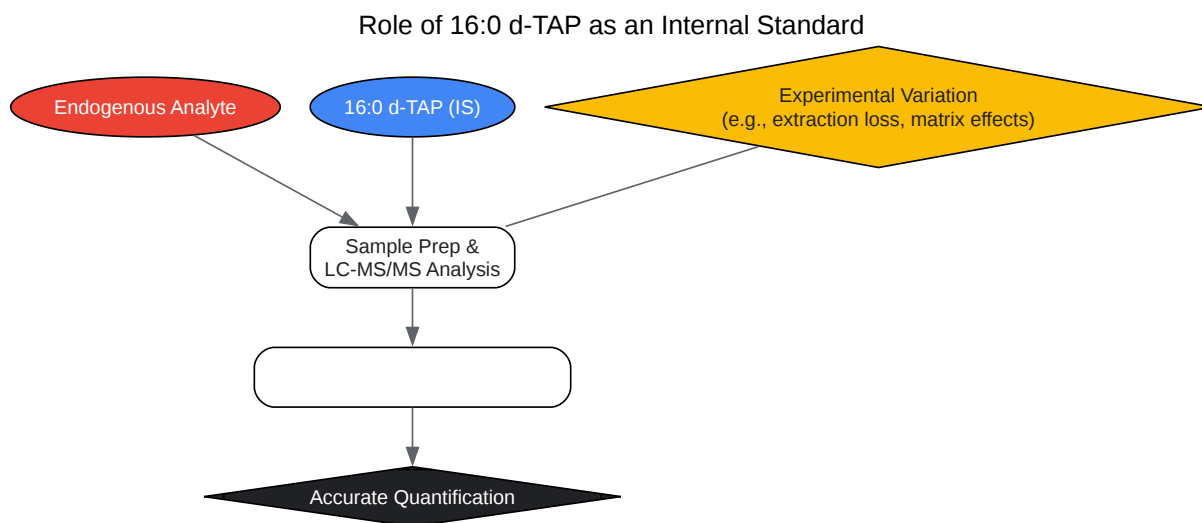 Role of 16:0 d-TAP as an Internal Standard
Endogenous Analyte
16:0 d-TAP (IS)
Experimental Variation
(e.g., extraction loss, matrix effects)
Sample Prep &
LC-MS/MS Analysis
Accurate Quantification